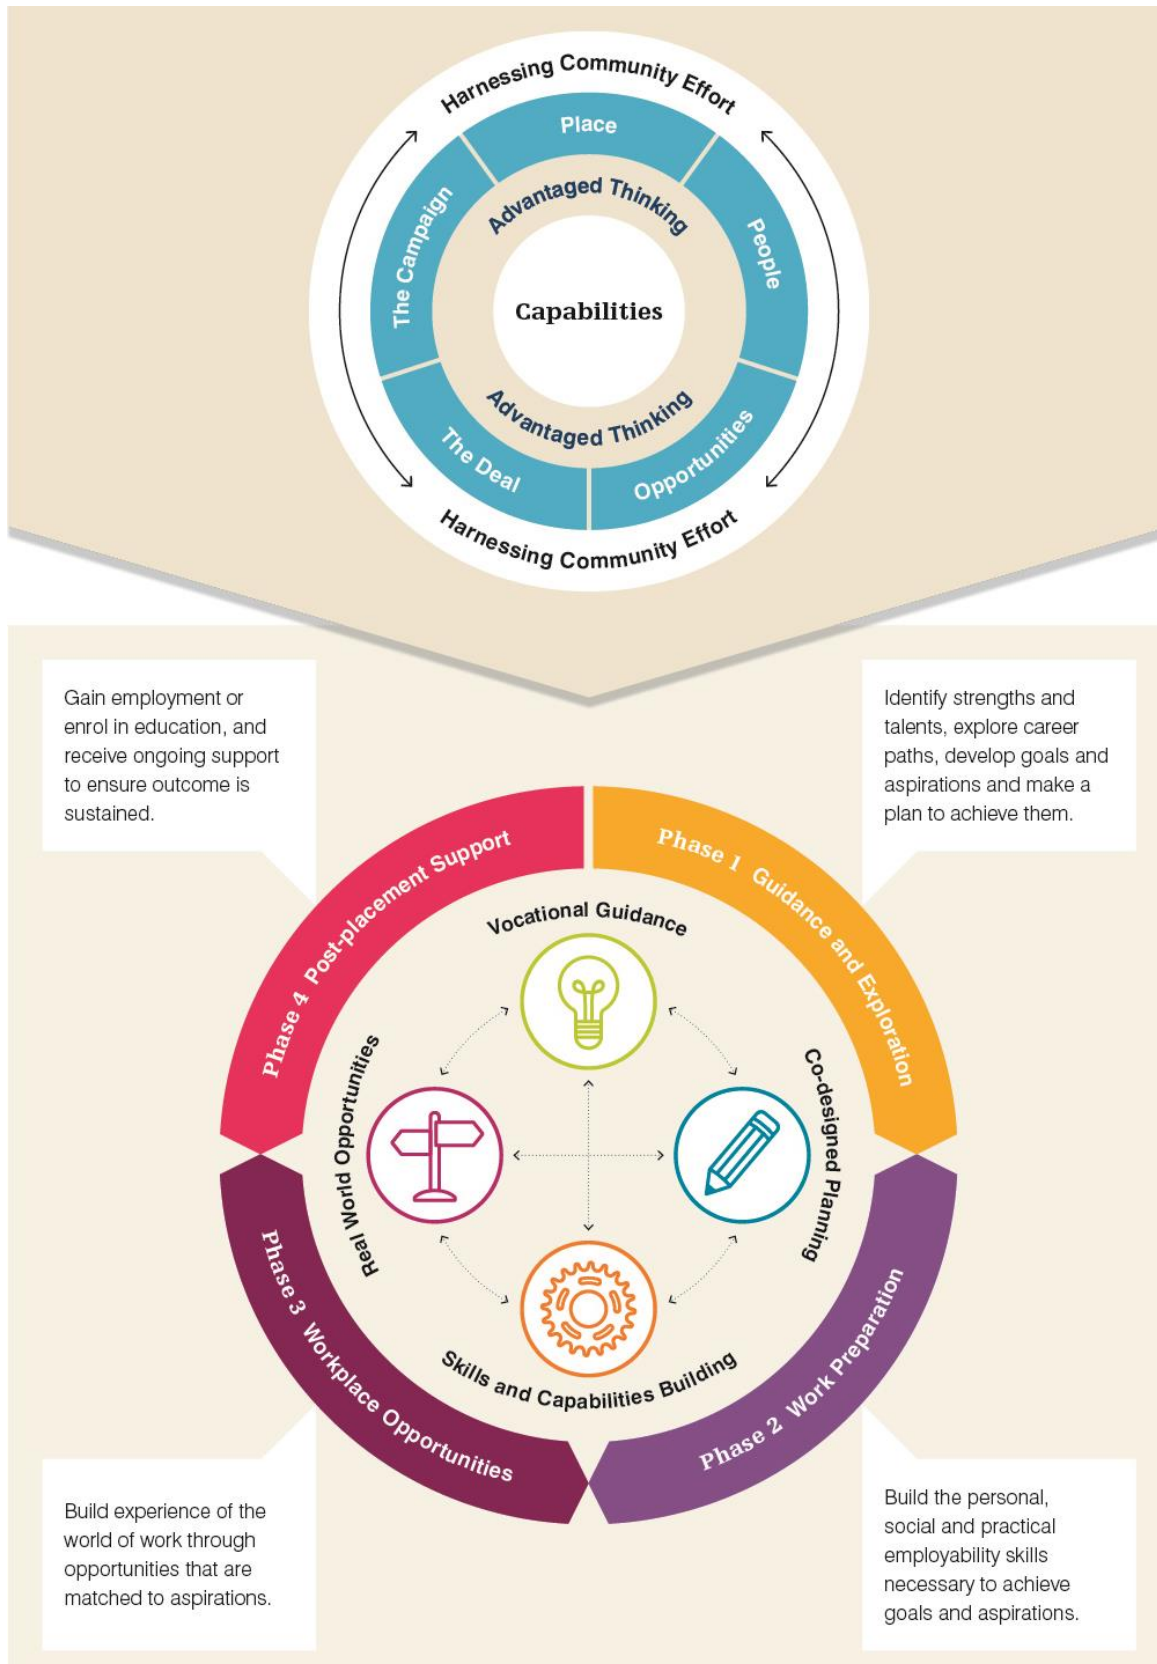 Harnessing Community Effort
Place
The Campaign
People
Advantaged Thinking
Capabilities
Advantaged Thinking
The Deal
Opportunities
Harnessing Community Effort
Gain employment or
enrol in education, and
receive ongoing support
to ensure outcome is
sustained.
Identify strengths and
talents, explore career
paths, develop goals and
aspirations and make a
plan to achieve them.
Phase 4 Post-placement Support
Phase 1 Guidance and Exploration
Vocational Guidance
Real World Opportunities
Co-designed Planning
Skills and Capabilities Building
Phase 3 Workplace Opportunities
Phase 2 Work Preparation
Build experience of the
world of work through
opportunities that are
matched to aspirations.
Build the personal,
social and practical
employability skills
necessary to achieve
goals and aspirations.